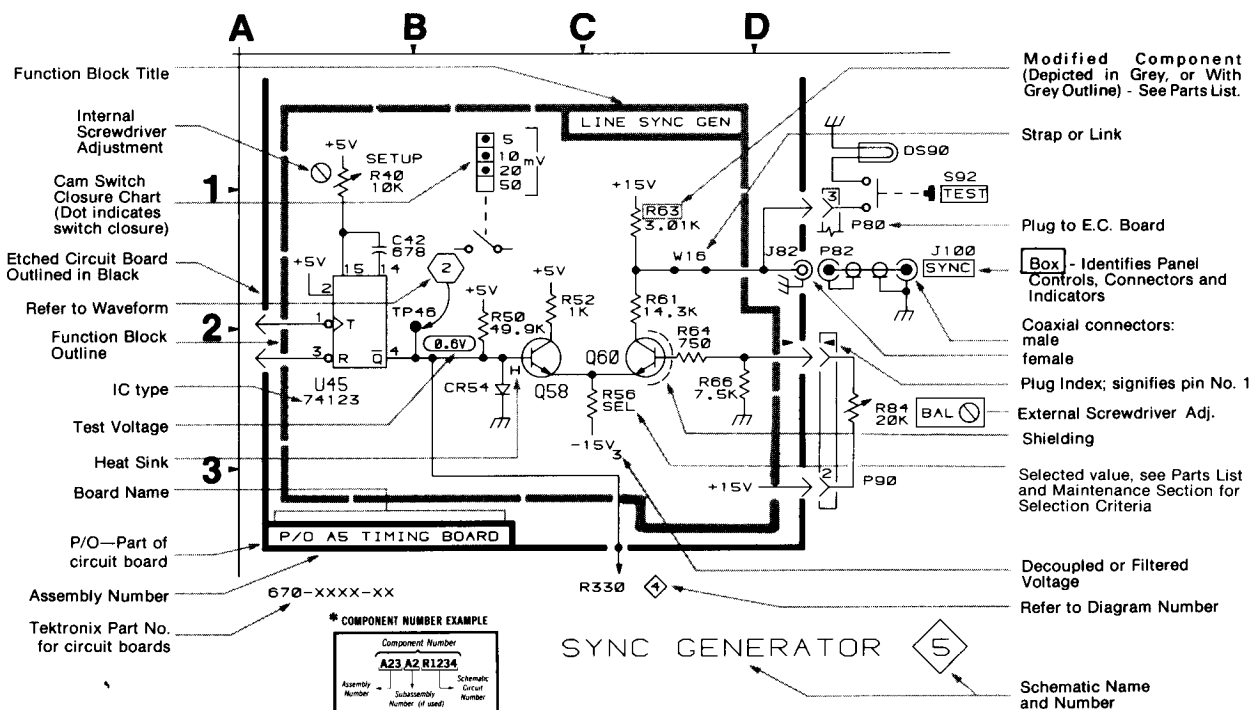 A B C D
1
2
3
Function Block Title
Internal
Screwdriver
Adjustment
Cam Switch
Closure Chart
(Dot indicates
switch closure)
Etched Circuit Board
Outlined in Black
Refer to Waveform
Function Block
Outline
IC type
Test Voltage
Heat Sink
Board Name
P/O—Part of
circuit board
Assembly Number
Tektronix Part No.
for circuit boards
LINE SYNC GEN
+5V
SETUP
R40
10K
5
10
20
50
mV
C42
678
+5V
15
14
2
1
T
3
R
Q
4
U45
74123
2
TP46
0.6V
+5V
R50
49.9K
CR54
H
+5V
R52
1K
Q58
Q60
+15V
R63
3.01K
W16
R61
14.3K
R64
750
R66
7.5K
R56
SEL
-15V
3
+15V
DS90
S92
TEST
3
P80
J82
P82
J100
SYNC
1
R84
20K
BAL
2
P90
P/O A5 TIMING BOARD
670-XXXX-XX
R330
4
* COMPONENT NUMBER EXAMPLE
Component Number
A23 A2 R1234
Assembly
Number
Subassembly
Number (if used)
Schematic
Circuit
Number
SYNC GENERATOR
5
Modified Component
(Depicted in Grey, or With
Grey Outline) - See Parts List.
Strap or Link
Plug to E.C. Board
Box - Identifies Panel
Controls, Connectors and
Indicators
Coaxial connectors:
male
female
Plug Index; signifies pin No. 1
External Screwdriver Adj.
Shielding
Selected value, see Parts List
and Maintenance Section for
Selection Criteria
Decoupled or Filtered
Voltage
Refer to Diagram Number
Schematic Name
and Number